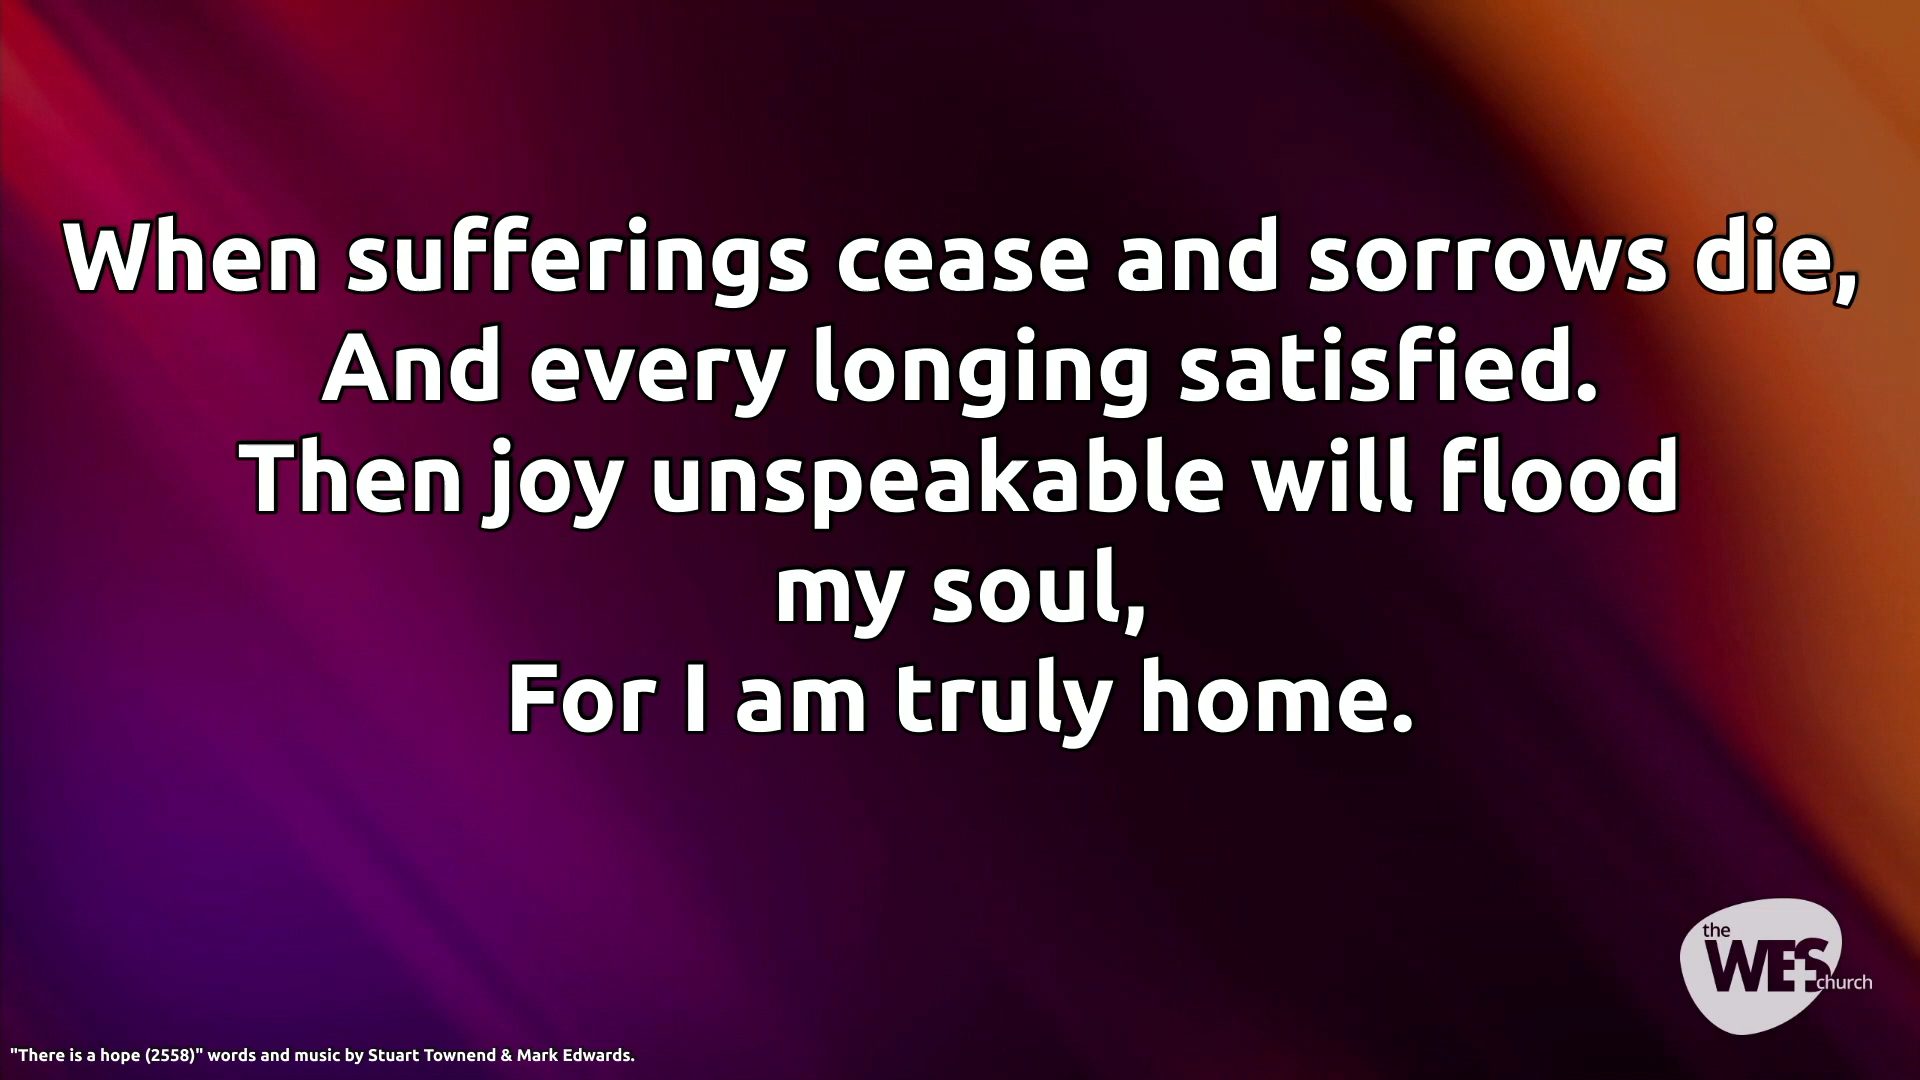 When sufferings cease and sorrows die,
And every longing satisfied.
Then joy unspeakable will flood
my soul,
For I am truly home.
the
WES
church
"There is a hope (2558)" words and music by Stuart Townend & Mark Edwards.